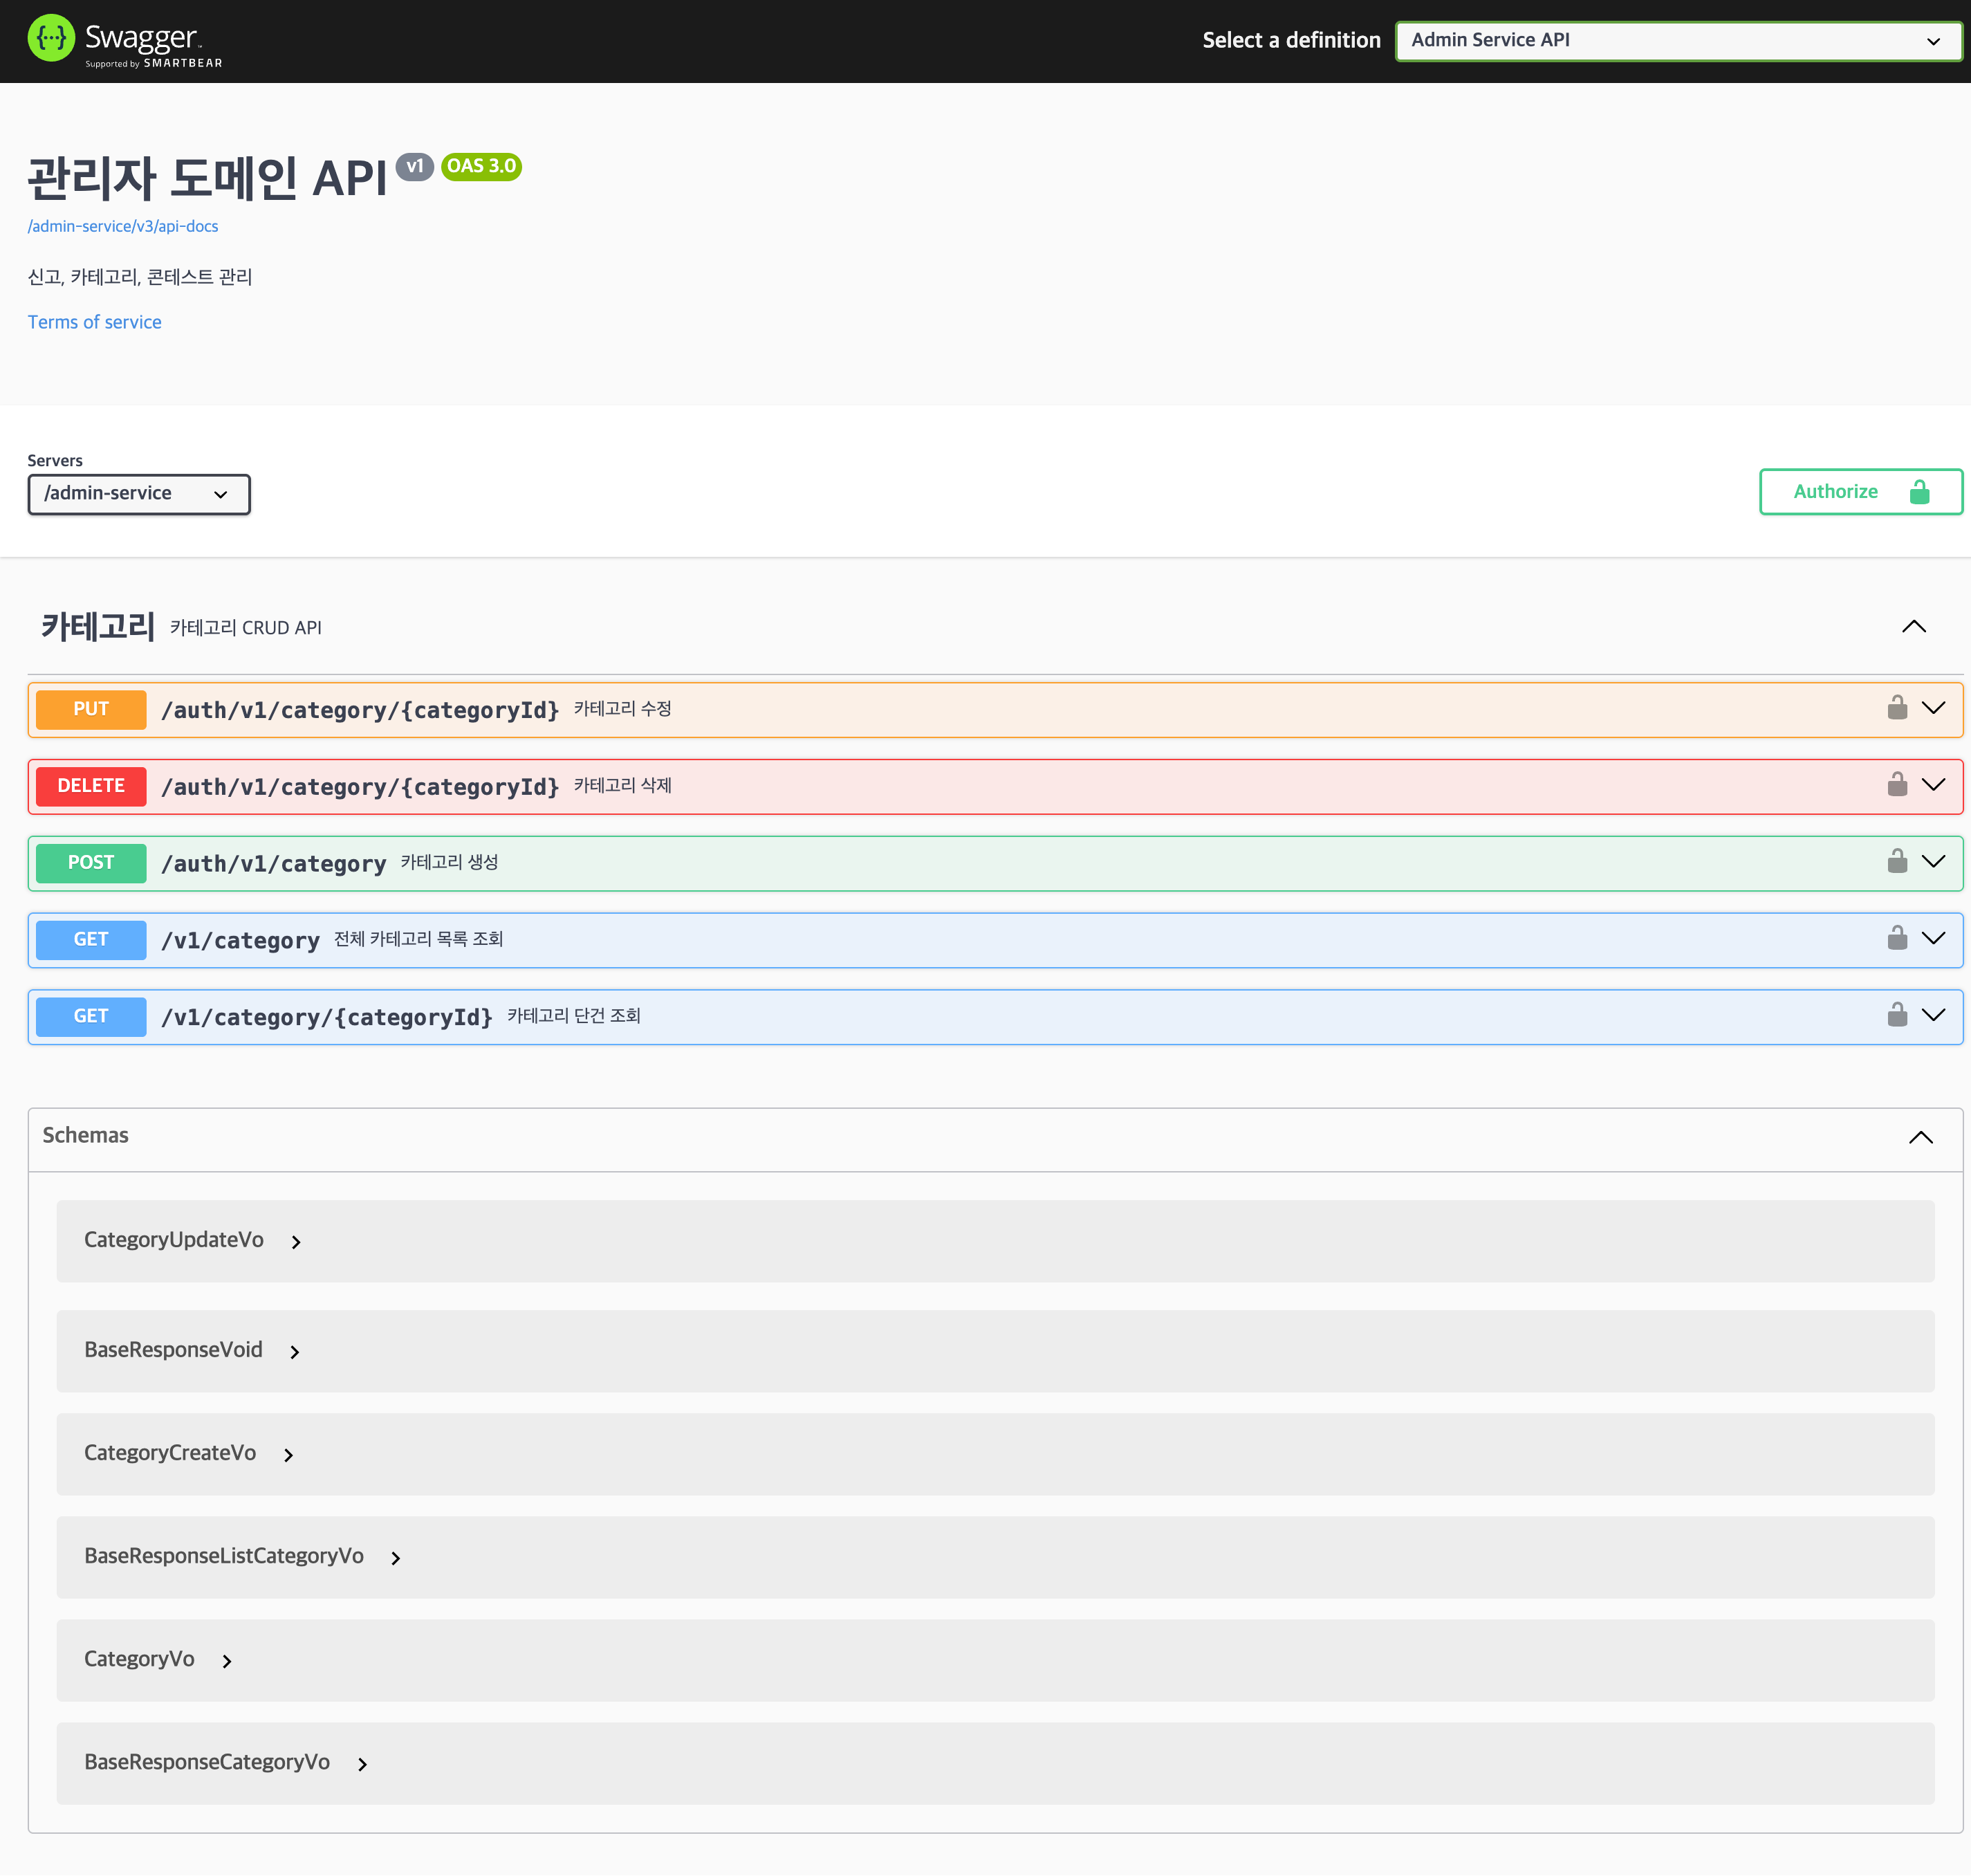 Swagger
Supported by SMARTBEAR
Select a definition
Admin Service API
관리자 도메인 API v1 OAS 3.0
/admin-service/v3/api-docs
신고, 카테고리, 콘테스트 관리
Terms of service
Servers
/admin-service
Authorize
카테고리 카테고리 CRUD API
PUT /auth/v1/category/{categoryId} 카테고리 수정
DELETE /auth/v1/category/{categoryId} 카테고리 삭제
POST /auth/v1/category 카테고리 생성
GET /v1/category 전체 카테고리 목록 조회
GET /v1/category/{categoryId} 카테고리 단건 조회
Schemas
CategoryUpdateVo
BaseResponseVoid
CategoryCreateVo
BaseResponseListCategoryVo
CategoryVo
BaseResponseCategoryVo